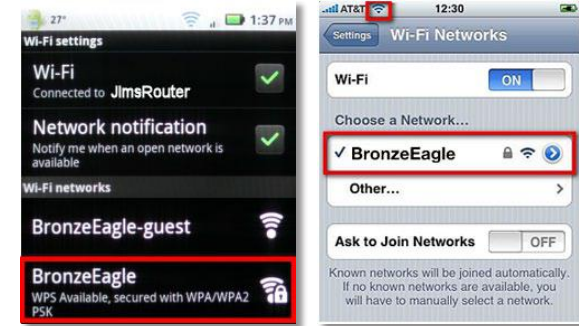 27°
1:37 PM
Wi-Fi settings
Wi-Fi
Connected to JImsRouter
Network notification
Notify me when an open network is
available
Wi-Fi networks
BronzeEagle-guest
BronzeEagle
WPS Available, secured with WPA/WPA2
PSK
AT&T
12:30
Settings
Wi-Fi Networks
Wi-Fi
ON
Choose a Network...
✓ BronzeEagle
Other...
Ask to Join Networks
OFF
Known networks will be joined automatically.
If no known networks are available, you
will have to manually select a network.